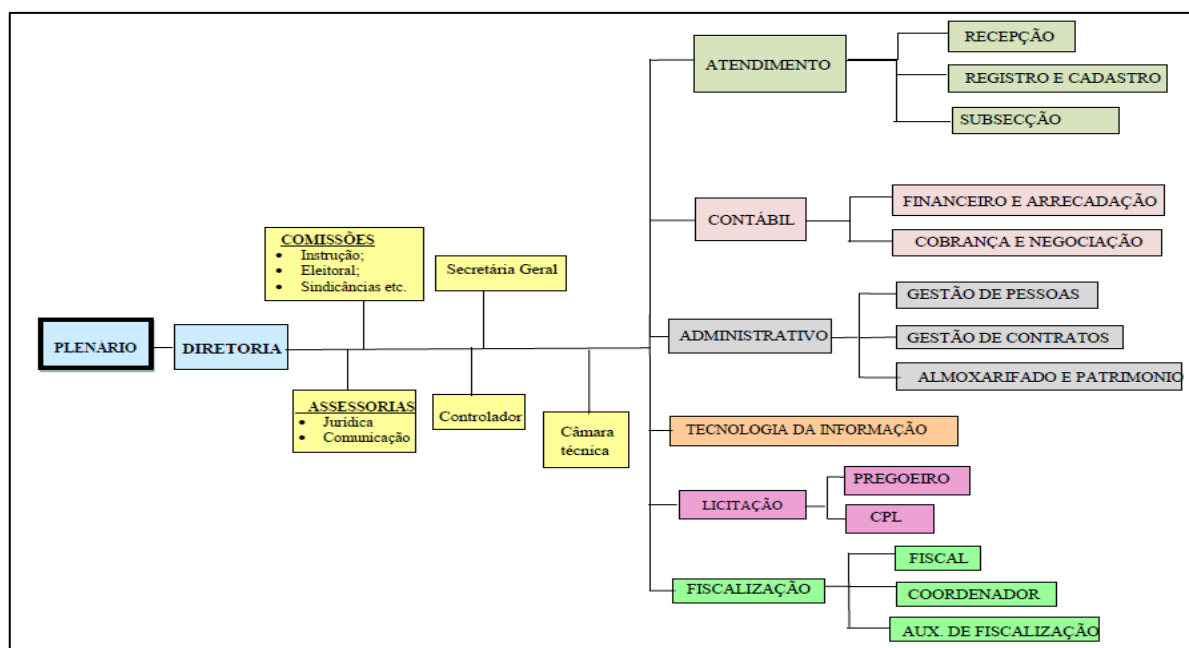 PLENÁRIO
DIRETORIA
COMISSÕES
• Instrução;
• Eleitoral;
• Sindicâncias etc.
Secretária Geral
ASSESSORIAS
• Jurídica
• Comunicação
Controlador
Câmara
técnica
ATENDIMENTO
RECEPÇÃO
REGISTRO E CADASTRO
SUBSECÇÃO
CONTÁBIL
FINANCEIRO E ARRECADAÇÃO
COBRANÇA E NEGOCIAÇÃO
ADMINISTRATIVO
GESTÃO DE PESSOAS
GESTÃO DE CONTRATOS
ALMOXARIFADO E PATRIMONIO
TECNOLOGIA DA INFORMAÇÃO
LICITAÇÃO
PREGOEIRO
CPL
FISCALIZAÇÃO
FISCAL
COORDENADOR
AUX. DE FISCALIZAÇÃO